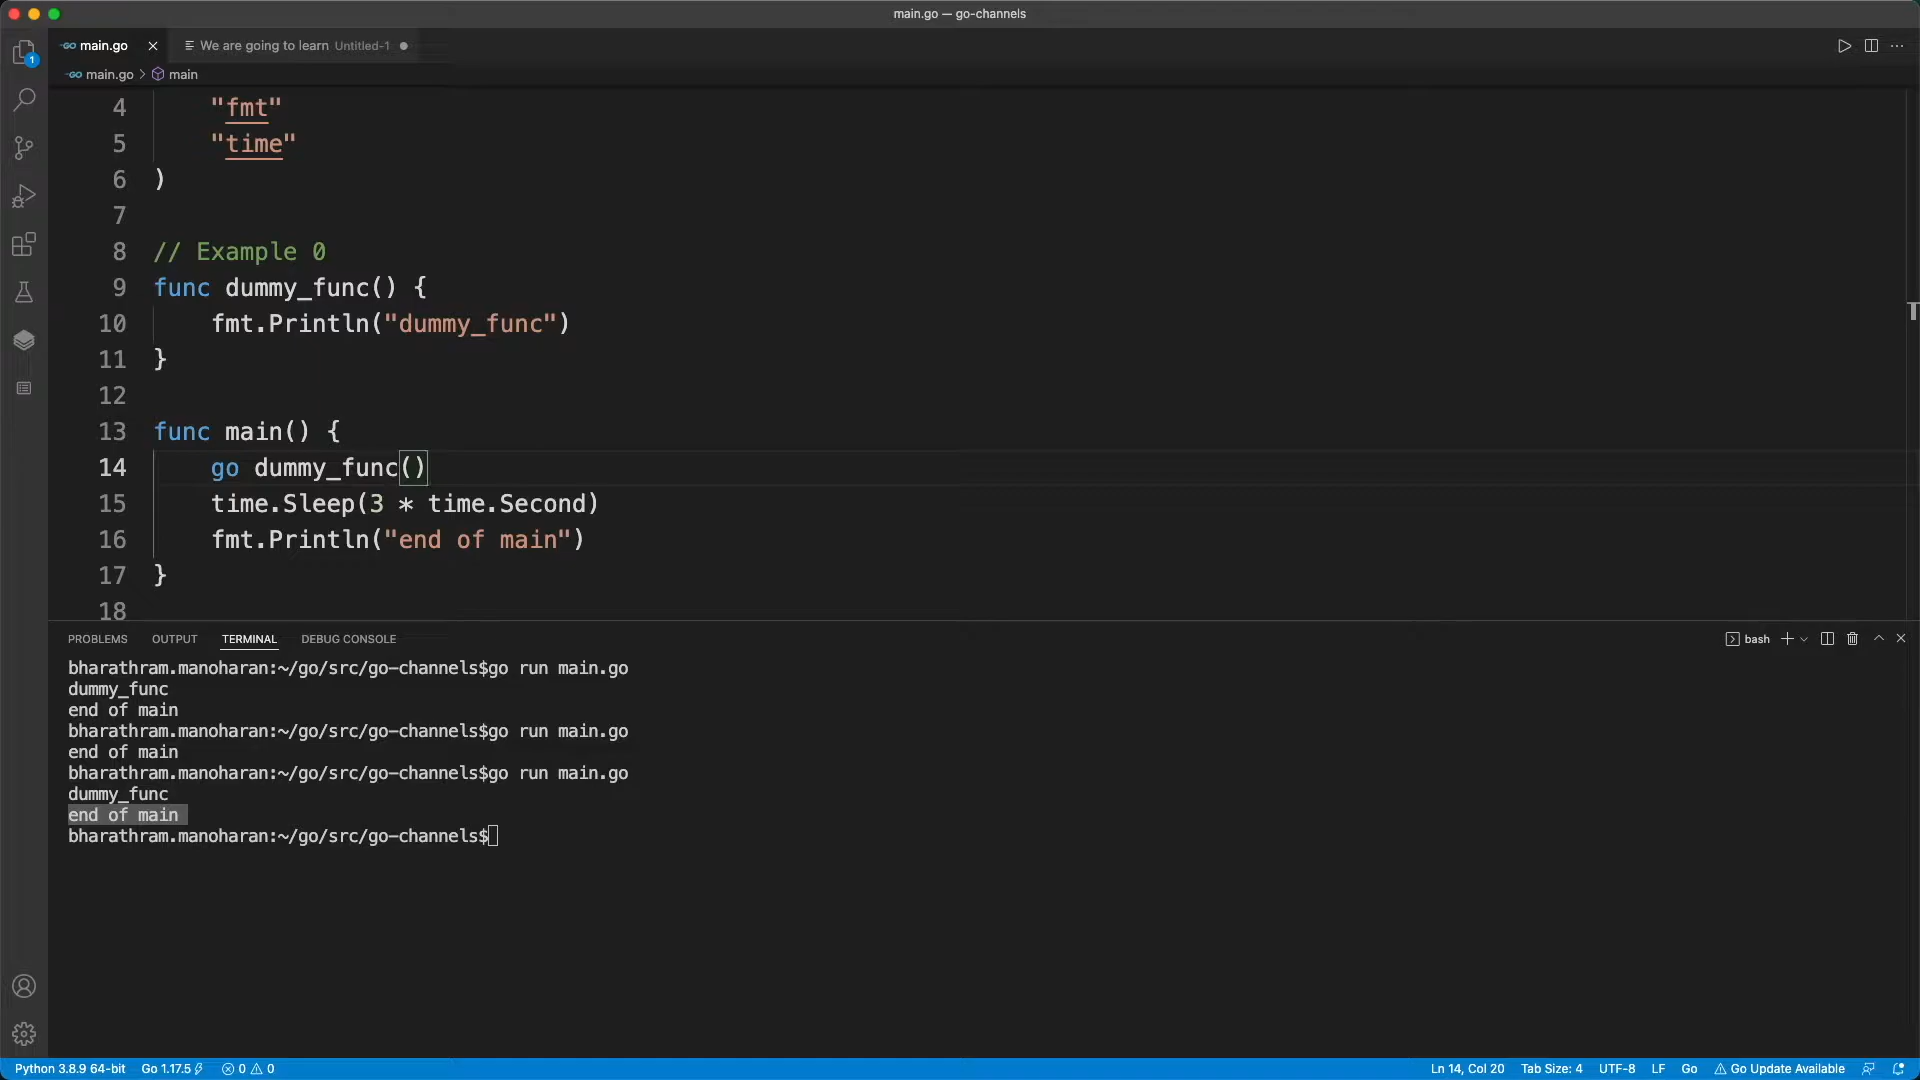 main.go — go-channels
main.go
We are going to learn Untitled-1
main.go > main
1
4 "fmt"
5 "time"
6 )
7
8 // Example 0
9 func dummy_func() {
10 fmt.Println("dummy_func")
11 }
12
13 func main() {
14 go dummy_func()
15 time.Sleep(3 * time.Second)
16 fmt.Println("end of main")
17 }
18
PROBLEMS OUTPUT TERMINAL DEBUG CONSOLE
bash
bharathram.manoharan:~/go/src/go-channels$go run main.go
dummy_func
end of main
bharathram.manoharan:~/go/src/go-channels$go run main.go
end of main
bharathram.manoharan:~/go/src/go-channels$go run main.go
dummy_func
end of main
bharathram.manoharan:~/go/src/go-channels$
Python 3.8.9 64-bit Go 1.17.5 0 0 Ln 14, Col 20 Tab Size: 4 UTF-8 LF Go Go Update Available